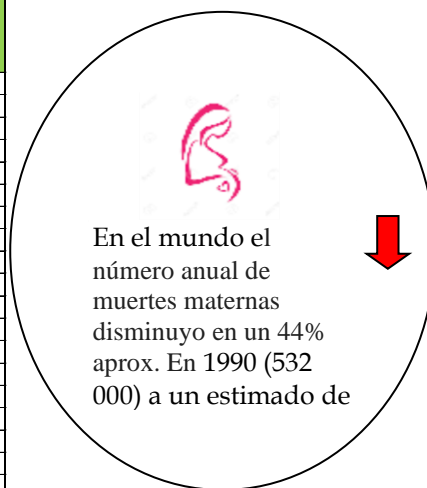 En el mundo el
número anual de
muertes maternas
disminuyo en un 44%
aprox. En 1990 (532
000) a un estimado de